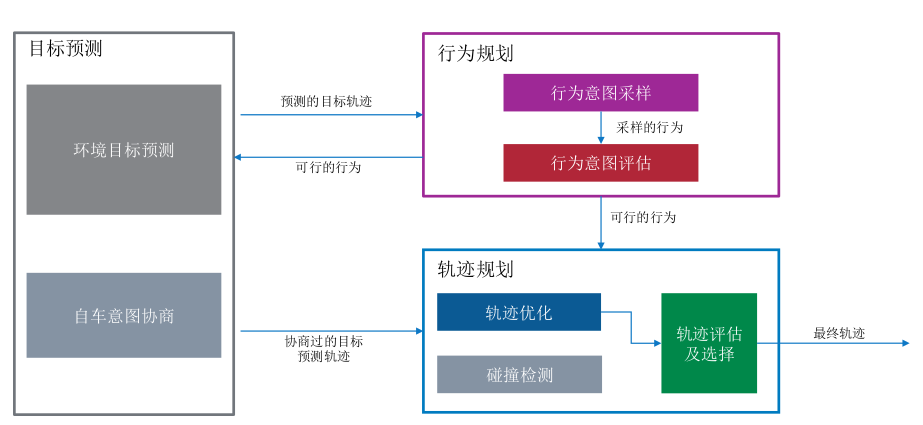 目标预测
环境目标预测
自车意图协商
预测的目标轨迹
可行的行为
协商过的目标
预测轨迹
行为规划
行为意图采样
采样的行为
行为意图评估
可行的行为
轨迹规划
轨迹优化
碰撞检测
轨迹评估
及选择
最终轨迹